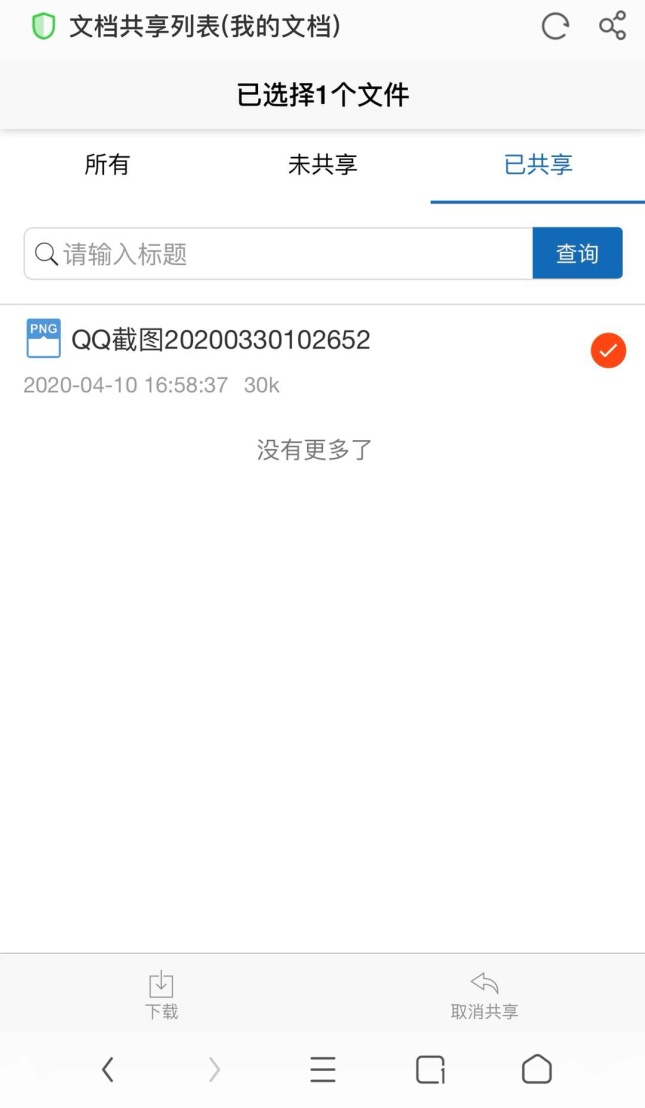 文档共享列表(我的文档)
已选择1个文件
所有 未共享 已共享
请输入标题 查询
PNG QQ截图20200330102652
2020-04-10 16:58:37 30k
没有更多了
下载 取消共享
1